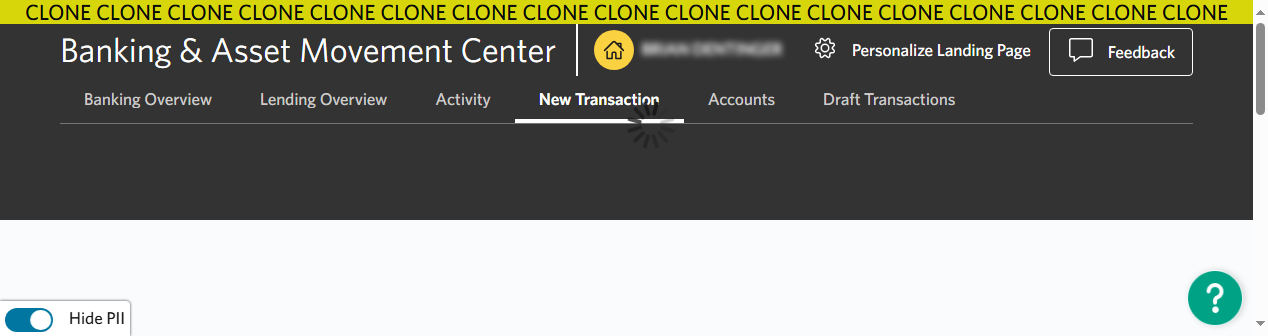 CLONE CLONE CLONE CLONE CLONE CLONE CLONE CLONE CLONE CLONE CLONE CLONE CLONE CLONE CLONE CLONE CLONE
Banking & Asset Movement Center
Personalize Landing Page
Feedback
Banking Overview Lending Overview Activity New Transaction Accounts Draft Transactions
?
Hide PII